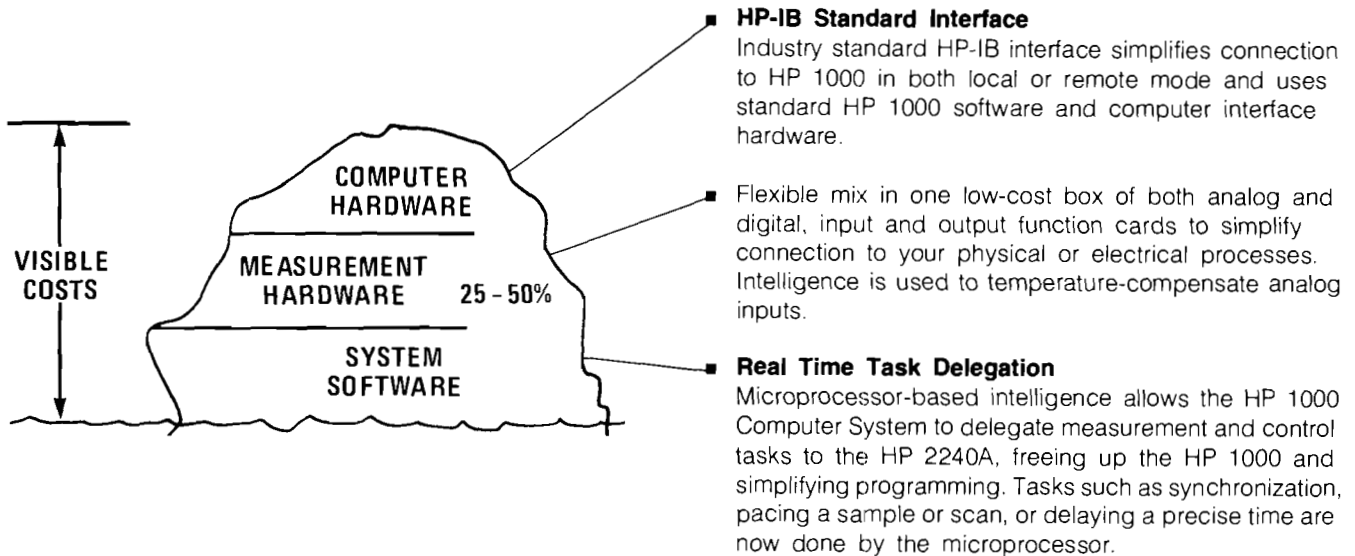 VISIBLE
COSTS
COMPUTER
HARDWARE
MEASUREMENT
HARDWARE 25 – 50%
SYSTEM
SOFTWARE
■ HP-IB Standard Interface
Industry standard HP-IB interface simplifies connection
to HP 1000 in both local or remote mode and uses
standard HP 1000 software and computer interface
hardware.
■ Flexible mix in one low-cost box of both analog and
digital, input and output function cards to simplify
connection to your physical or electrical processes.
Intelligence is used to temperature-compensate analog
inputs.
■ Real Time Task Delegation
Microprocessor-based intelligence allows the HP 1000
Computer System to delegate measurement and control
tasks to the HP 2240A, freeing up the HP 1000 and
simplifying programming. Tasks such as synchronization,
pacing a sample or scan, or delaying a precise time are
now done by the microprocessor.